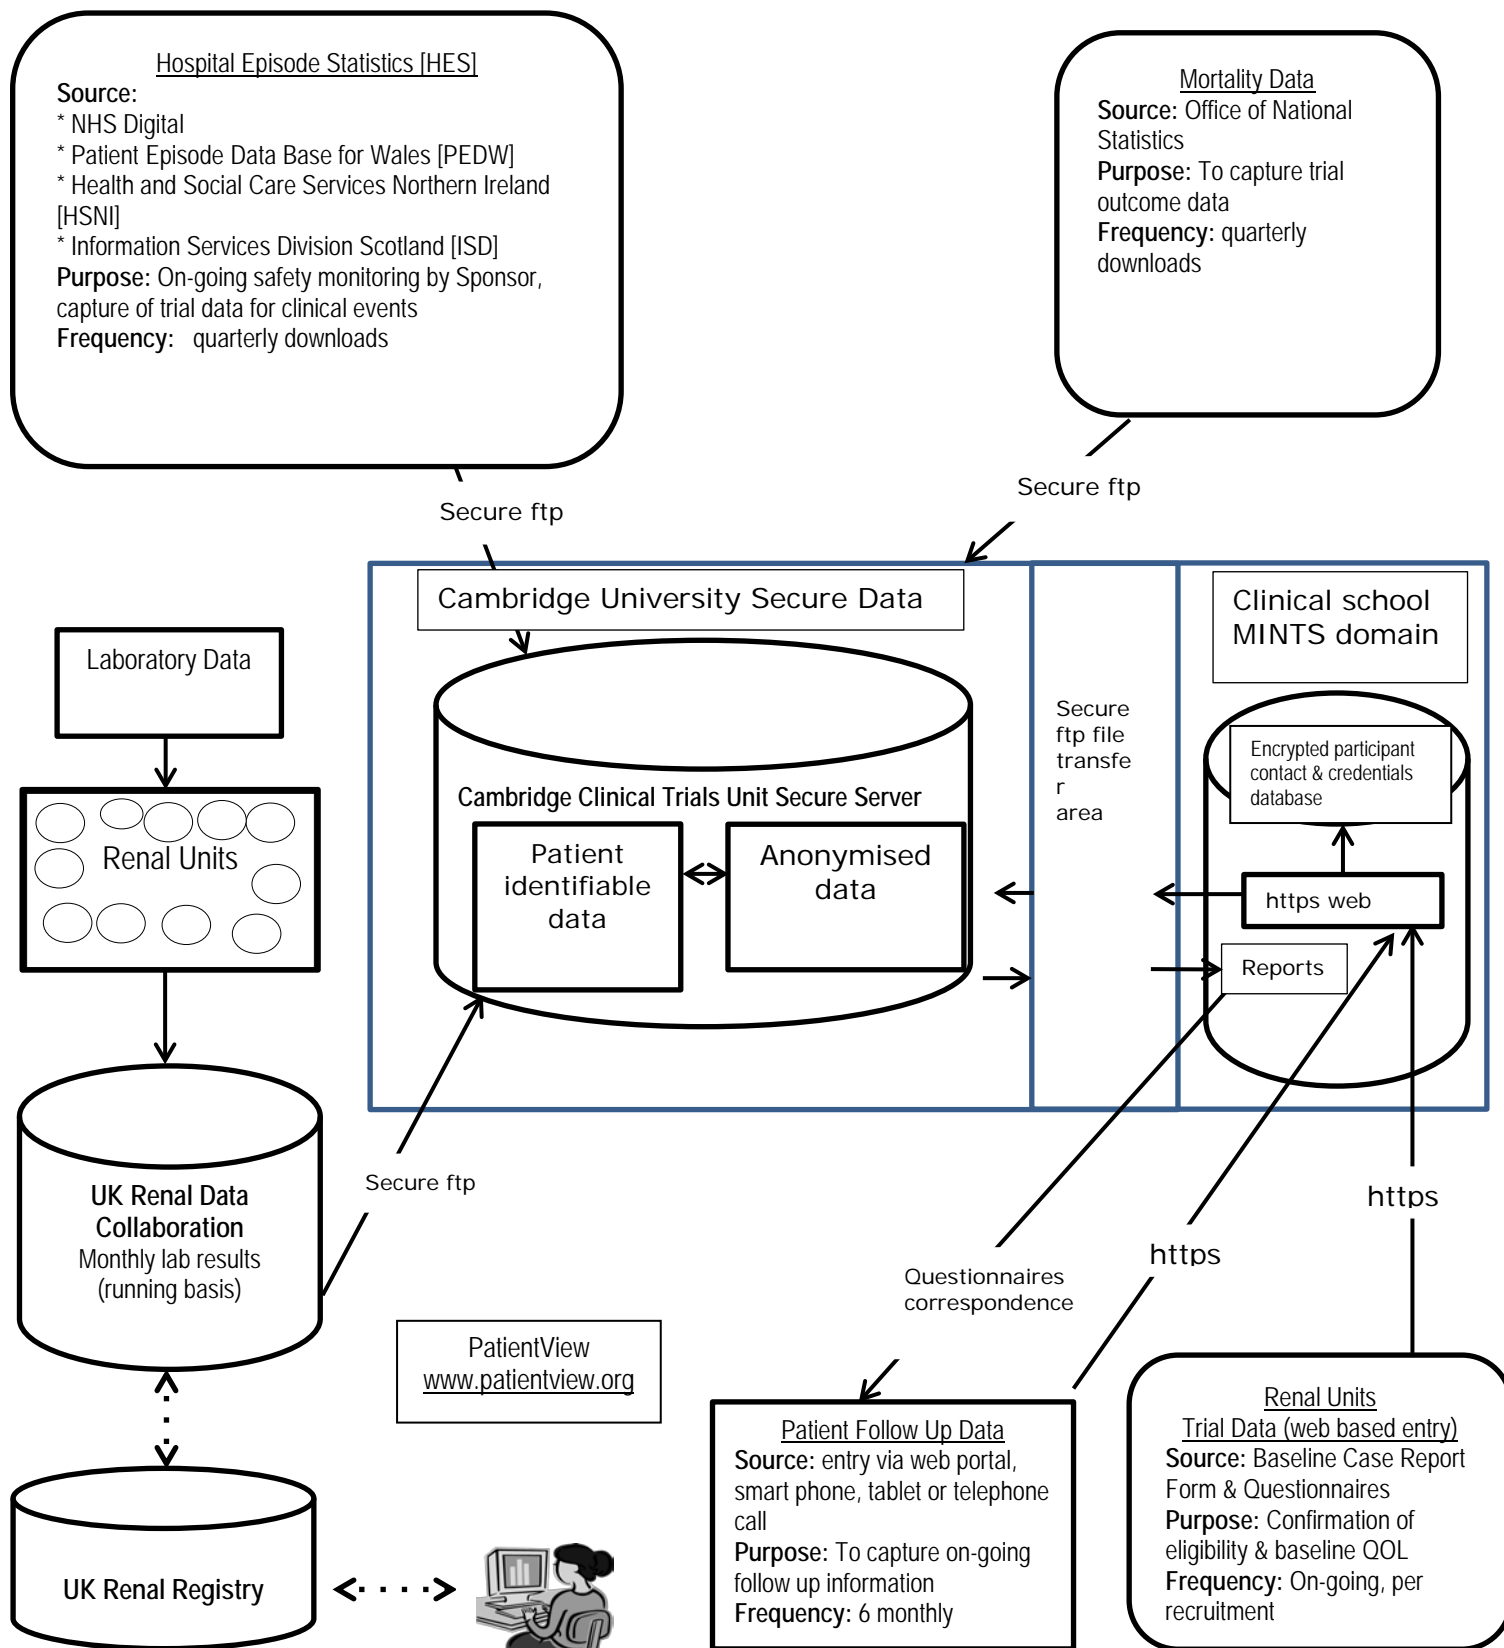 Hospital Episode Statistics [HES]
Source:
* NHS Digital
* Patient Episode Data Base for Wales [PEDW]
* Health and Social Care Services Northern Ireland
[HSNI]
* Information Services Division Scotland [ISD]
Purpose: On-going safety monitoring by Sponsor,
capture of trial data for clinical events
Frequency: quarterly downloads
Mortality Data
Source: Office of National
Statistics
Purpose: To capture trial
outcome data
Frequency: quarterly
downloads
Secure ftp
Secure ftp
Cambridge University Secure Data
Clinical school
MINTS domain
Laboratory Data
Renal Units
Cambridge Clinical Trials Unit Secure Server
Patient
identifiable
data
Anonymised
data
Secure
ftp file
transfe
r
area
Encrypted participant
contact & credentials
database
https web
Reports
UK Renal Data
Collaboration
Monthly lab results
(running basis)
Secure ftp
Questionnaires
correspondence
https
https
PatientView
www.patientview.org
UK Renal Registry
Patient Follow Up Data
Source: entry via web portal,
smart phone, tablet or telephone
call
Purpose: To capture on-going
follow up information
Frequency: 6 monthly
Renal Units
Trial Data (web based entry)
Source: Baseline Case Report
Form & Questionnaires
Purpose: Confirmation of
eligibility & baseline QOL
Frequency: On-going, per
recruitment